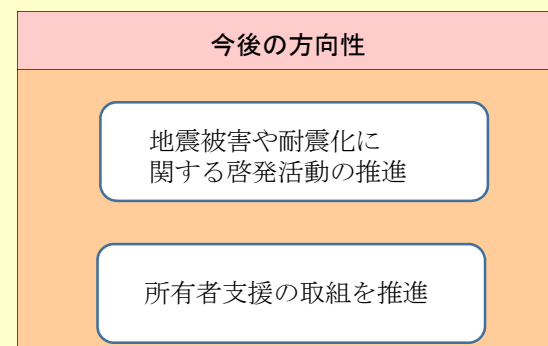 今後の方向性
地震被害や耐震化に
関する啓発活動の推進
所有者支援の取組を推進